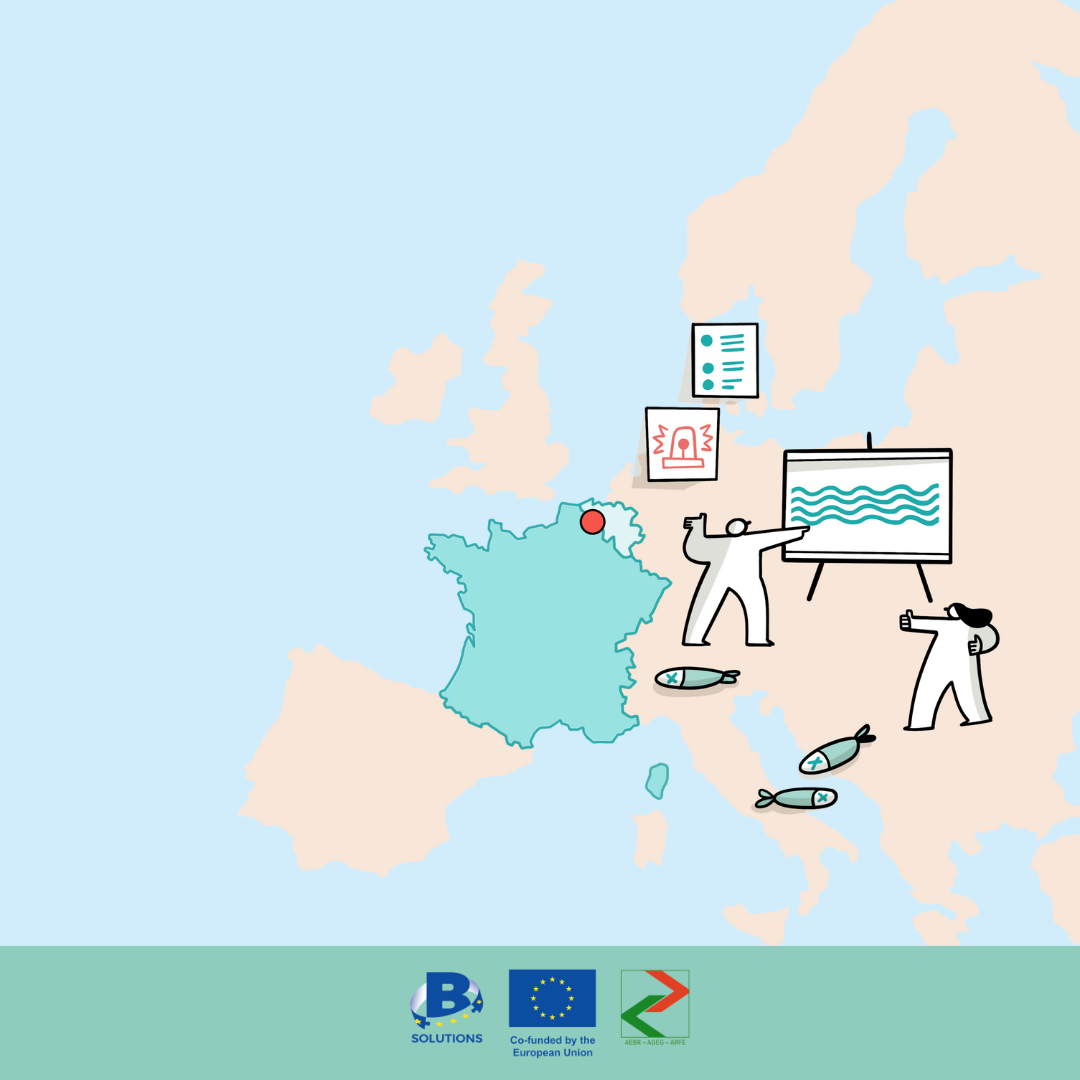 B
SOLUTIONS
Co-funded by the
European Union
AEBR – AGEG – ARFE